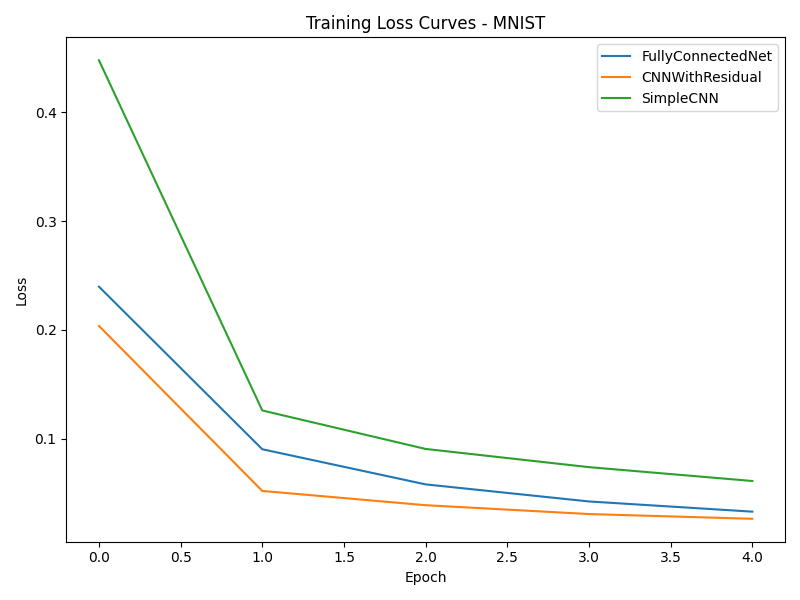 Training Loss Curves - MNIST
FullyConnectedNet
CNNWithResidual
SimpleCNN
Loss
0.4
0.3
0.2
0.1
0.0 0.5 1.0 1.5 2.0 2.5 3.0 3.5 4.0
Epoch